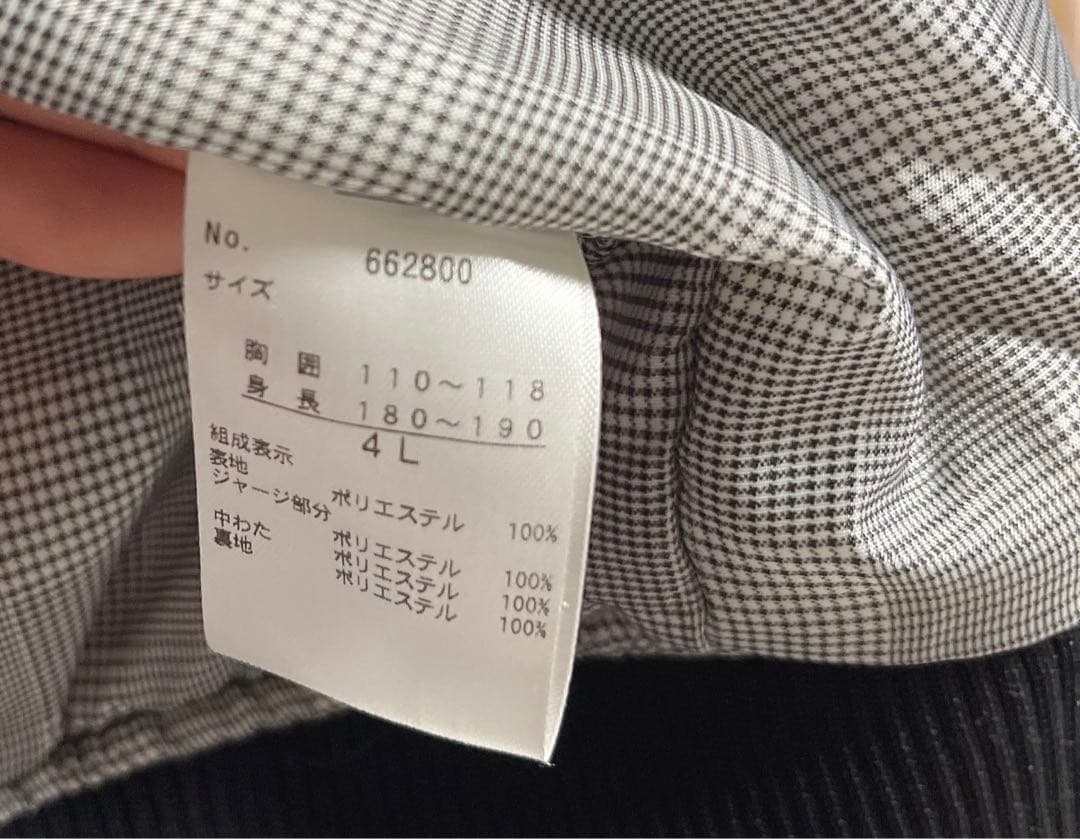 No. 662800
サイズ
胸囲 110～118
身長 180～190
4L
組成表示
表地 ポリエステル 100%
ジャージ部分 ポリエステル 100%
中わた ポリエステル 100%
裏地 ポリエステル 100%